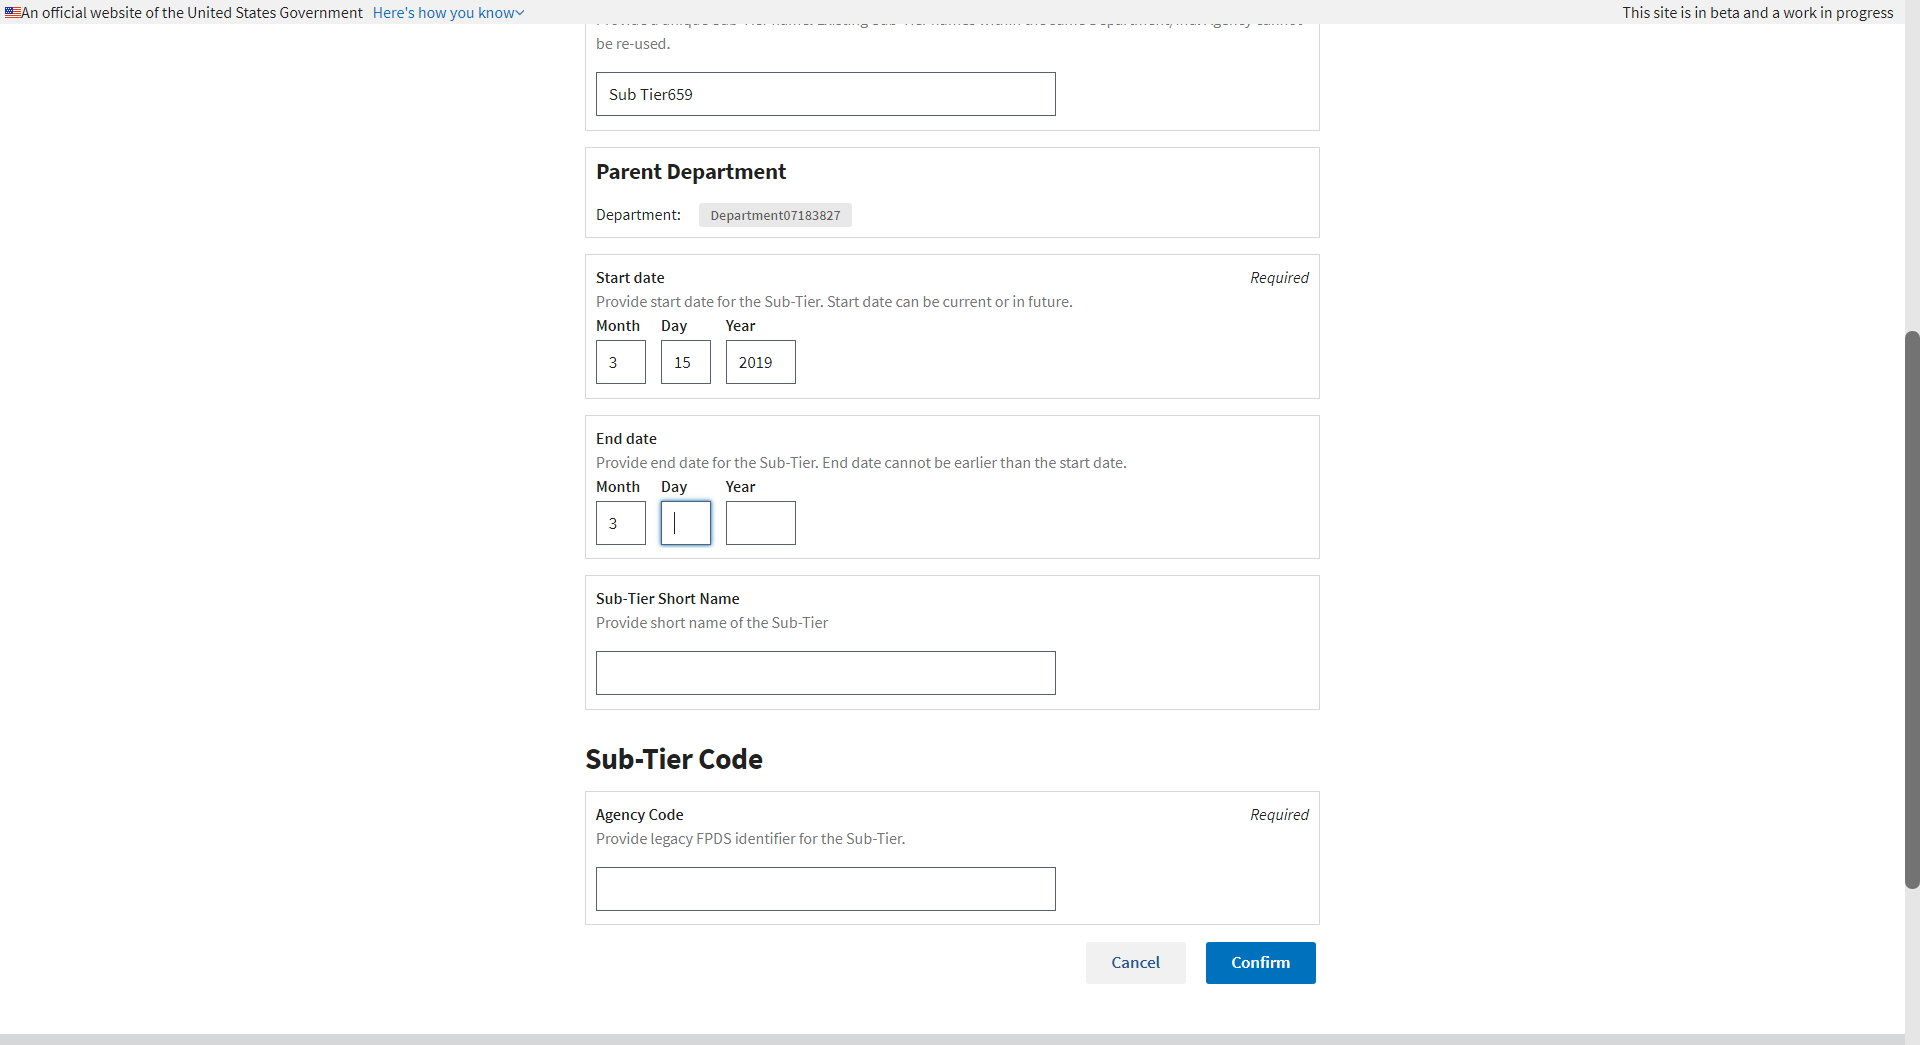 An official website of the United States Government Here's how you know
This site is in beta and a work in progress
be re-used.
Sub Tier659
Parent Department
Department: Department07183827
Start date Required
Provide start date for the Sub-Tier. Start date can be current or in future.
Month Day Year
3 15 2019
End date
Provide end date for the Sub-Tier. End date cannot be earlier than the start date.
Month Day Year
3
Sub-Tier Short Name
Provide short name of the Sub-Tier
Sub-Tier Code
Agency Code Required
Provide legacy FPDS identifier for the Sub-Tier.
Cancel Confirm